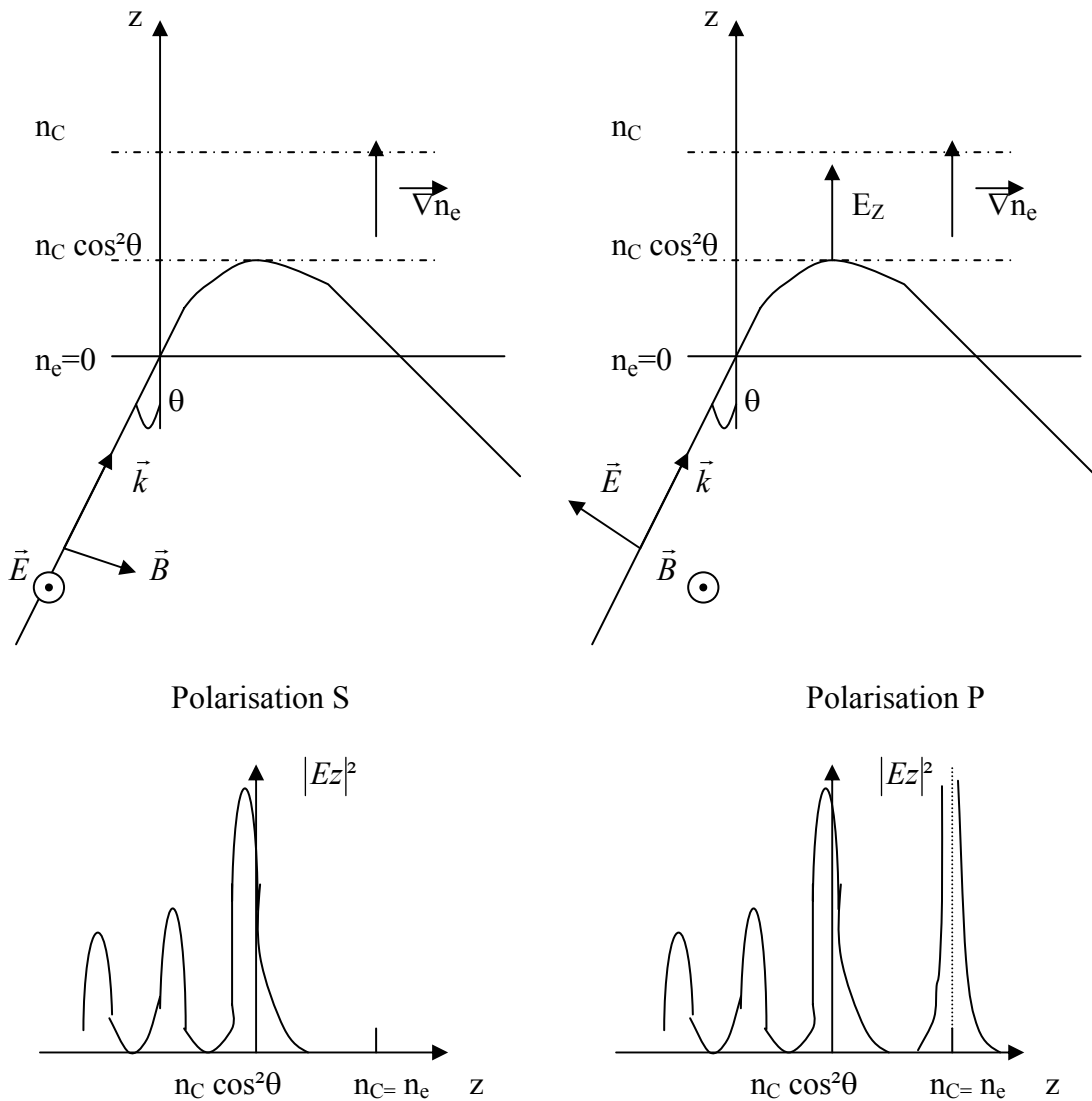 z
n_C
∇n_e
n_C cos²θ
n_e=0
θ
k⃗
E⃗
B⃗
z
n_C
E_Z
∇n_e
n_C cos²θ
n_e=0
θ
E⃗
k⃗
B⃗
Polarisation S
Polarisation P
|Ez|²
n_C cos²θ
n_C= n_e
z
|Ez|²
n_C cos²θ
n_C= n_e
z